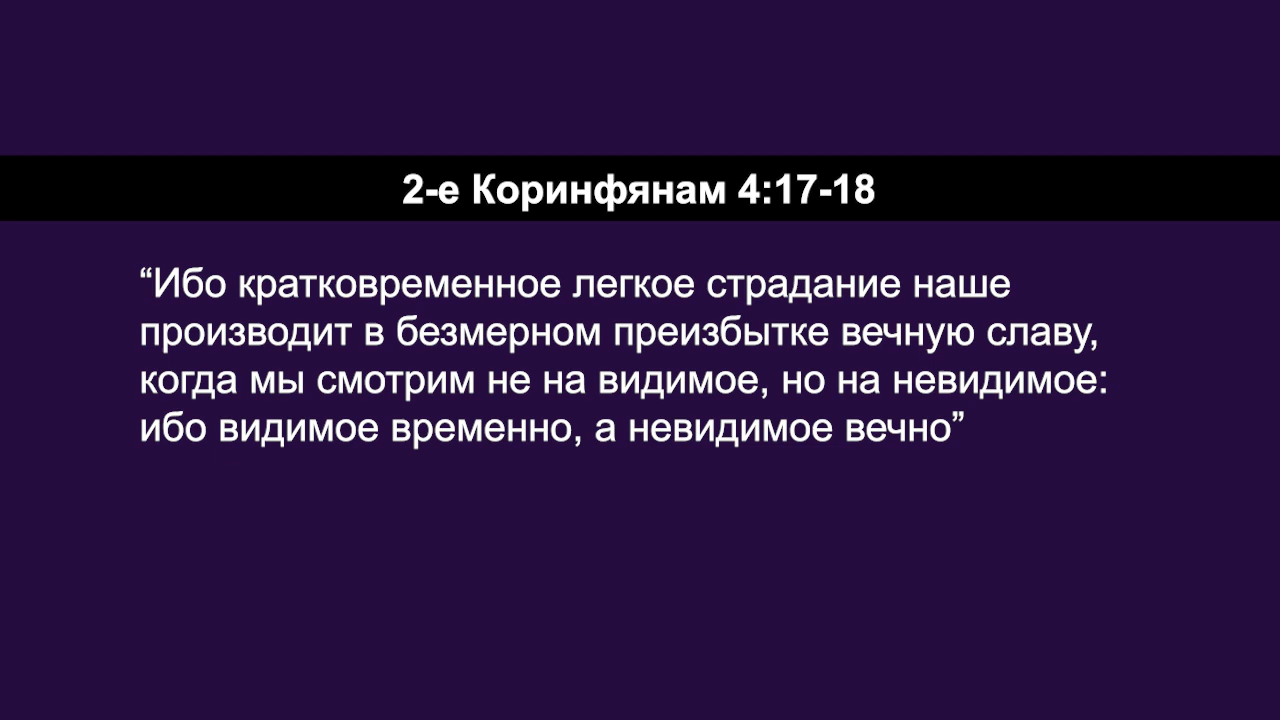 2-е Коринфянам 4:17-18
“Ибо кратковременное легкое страдание наше
производит в безмерном преизбытке вечную славу,
когда мы смотрим не на видимое, но на невидимое:
ибо видимое временно, а невидимое вечно”